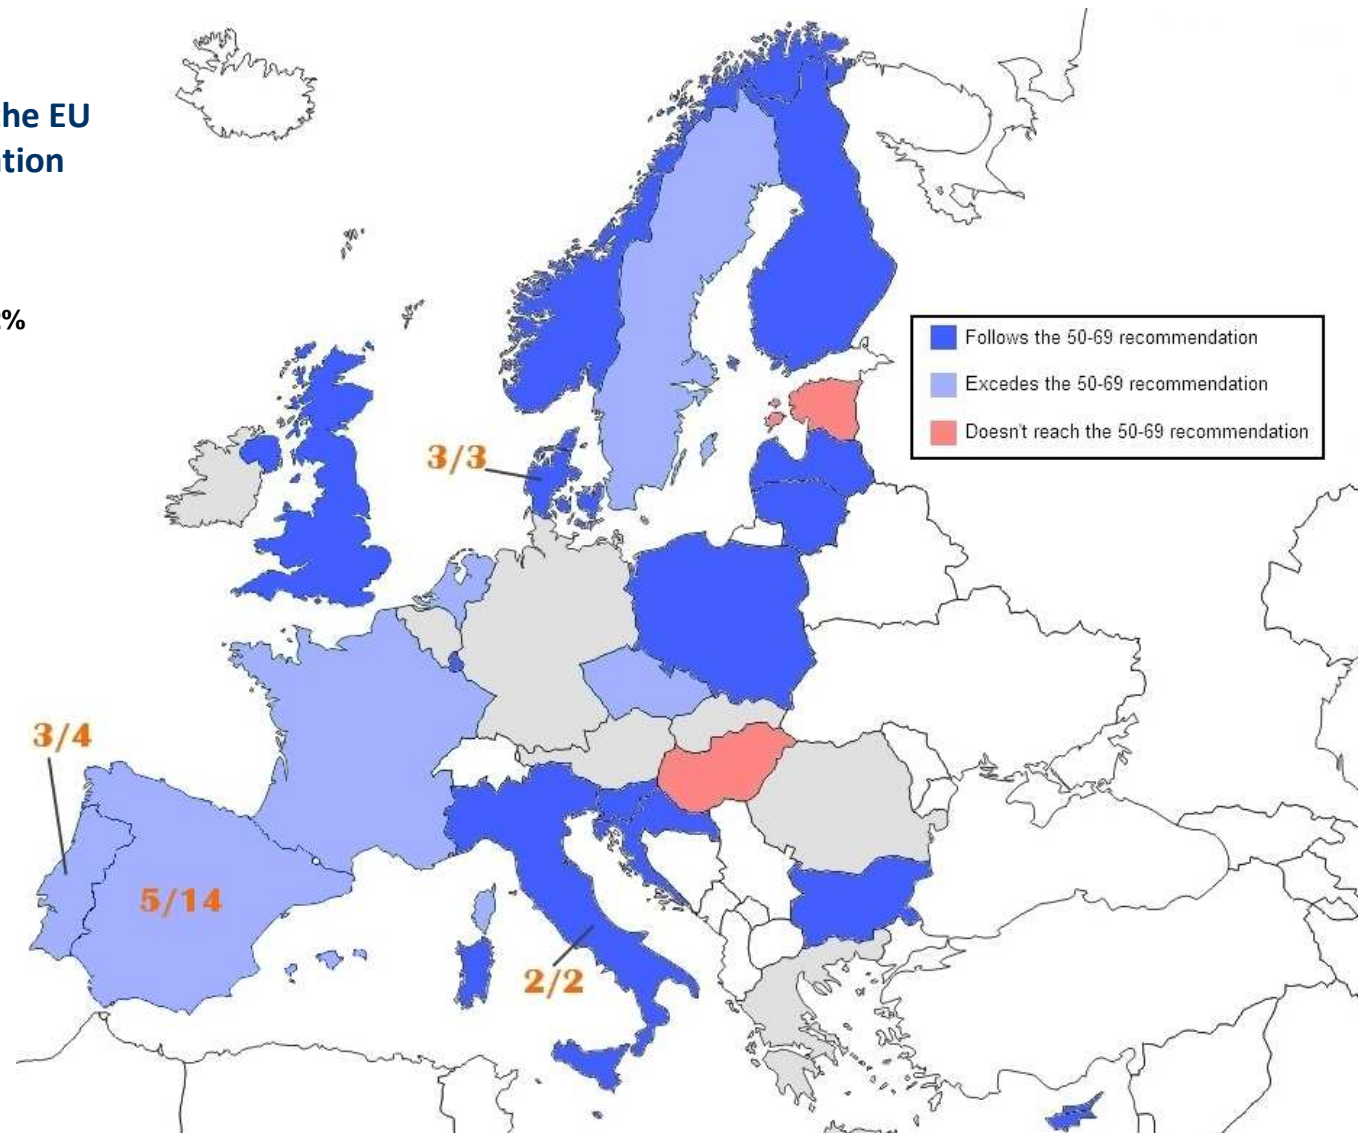 he EU
tion
%
Follows the 50-69 recommendation
Excedes the 50-69 recommendation
Doesn't reach the 50-69 recommendation
3/3
3/4
5/14
2/2